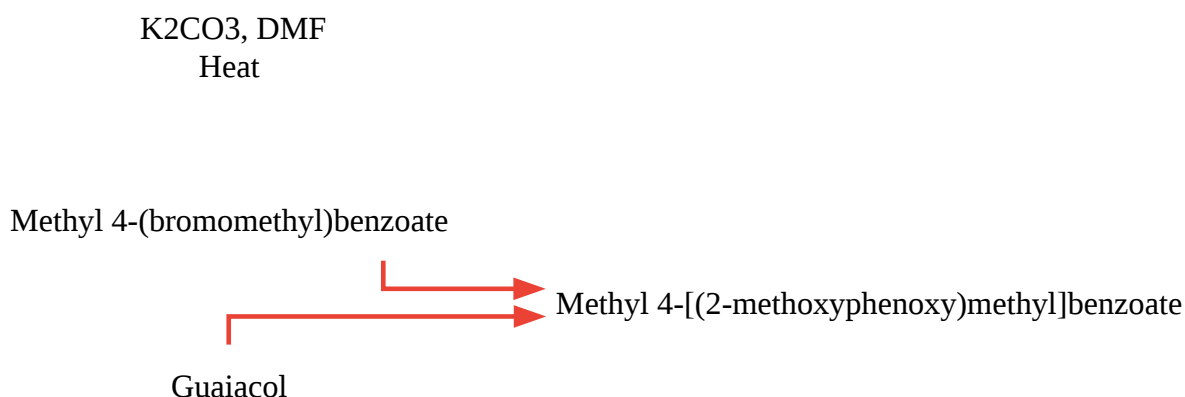 K2CO3, DMF
Heat
Methyl 4-(bromomethyl)benzoate
Methyl 4-[(2-methoxyphenoxy)methyl]benzoate
Guaiacol